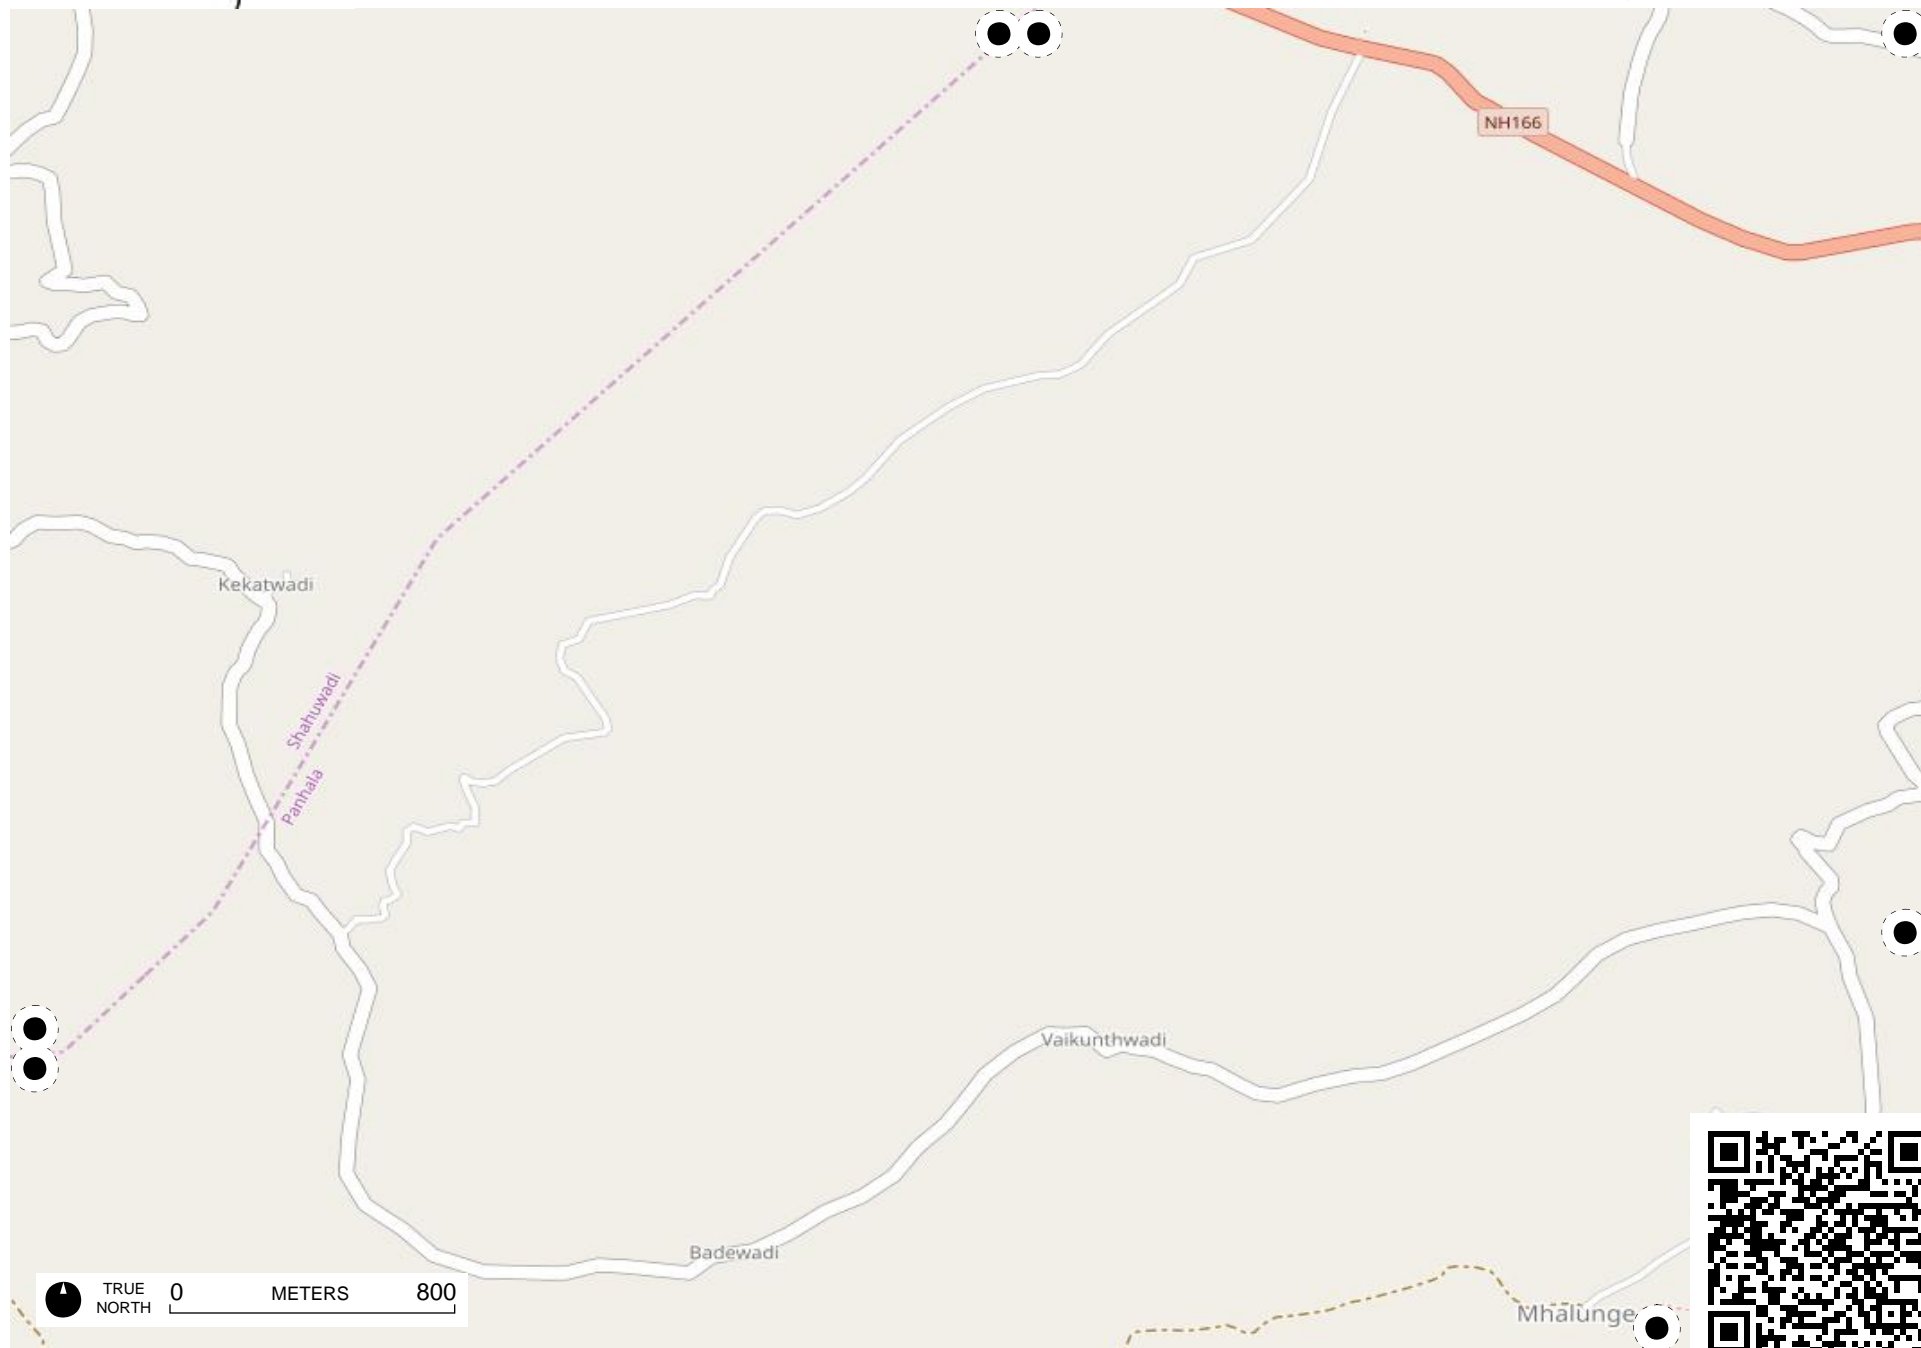 NH166
Kekatwadi
Shahuwadi
Panhala
Vaikunthwadi
Badewadi
TRUE
NORTH
0 METERS 800
Mhalunge